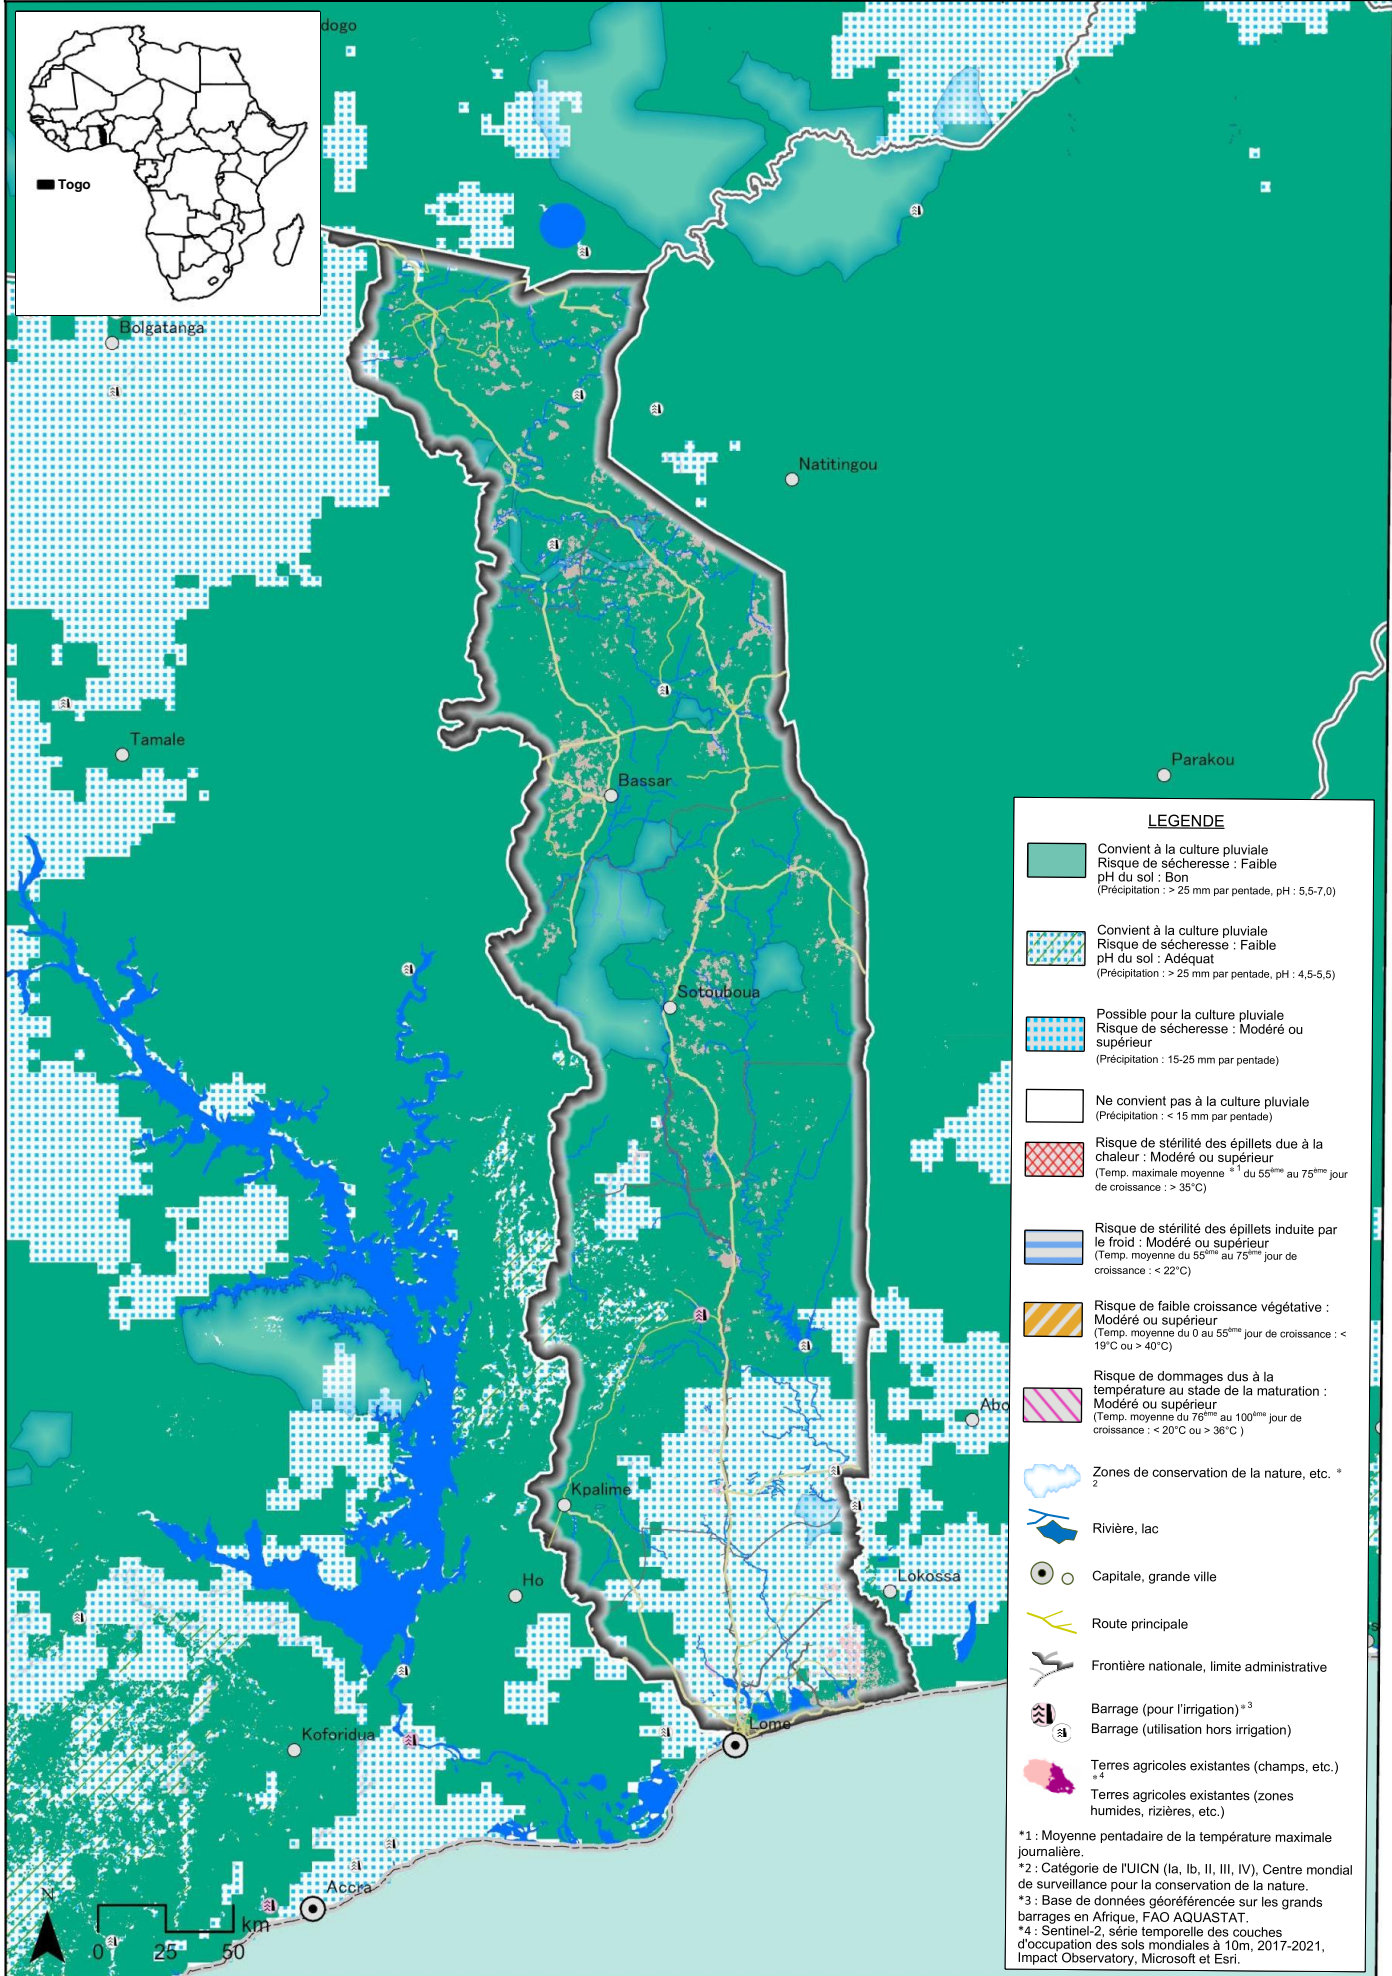 dogo
Togo
Bolgatanga
Natitingou
Tamale
Parakou
Bassar
Sotouboua
Abo
Kpalime
Ho
Lokossa
Koforidua
Lome
Accra
N
km
0 25 50
LEGENDE
Convient à la culture pluviale
Risque de sécheresse : Faible
pH du sol : Bon
(Précipitation : > 25 mm par pentade, pH : 5,5-7,0)
Convient à la culture pluviale
Risque de sécheresse : Faible
pH du sol : Adéquat
(Précipitation : > 25 mm par pentade, pH : 4,5-5,5)
Possible pour la culture pluviale
Risque de sécheresse : Modéré ou
supérieur
(Précipitation : 15-25 mm par pentade)
Ne convient pas à la culture pluviale
(Précipitation : < 15 mm par pentade)
Risque de stérilité des épillets due à la
chaleur : Modéré ou supérieur
(Temp. maximale moyenne *1 du 55ème au 75ème jour
de croissance : > 35°C)
Risque de stérilité des épillets induite par
le froid : Modéré ou supérieur
(Temp. moyenne du 55ème au 75ème jour de
croissance : < 22°C)
Risque de faible croissance végétative :
Modéré ou supérieur
(Temp. moyenne du 0 au 55ème jour de croissance : <
19°C ou > 40°C)
Risque de dommages dus à la
température au stade de la maturation :
Modéré ou supérieur
(Temp. moyenne du 76ème au 100ème jour de
croissance : < 20°C ou > 36°C )
Zones de conservation de la nature, etc. *
2
Rivière, lac
Capitale, grande ville
Route principale
Frontière nationale, limite administrative
Barrage (pour l'irrigation)*3
Barrage (utilisation hors irrigation)
Terres agricoles existantes (champs, etc.)
*4
Terres agricoles existantes (zones
humides, rizières, etc.)
*1 : Moyenne pentadaire de la température maximale
journalière.
*2 : Catégorie de l'UICN (Ia, Ib, II, III, IV), Centre mondial
de surveillance pour la conservation de la nature.
*3 : Base de données géoréférencée sur les grands
barrages en Afrique, FAO AQUASTAT.
*4 : Sentinel-2, série temporelle des couches
d'occupation des sols mondiales à 10m, 2017-2021,
Impact Observatory, Microsoft et Esri.